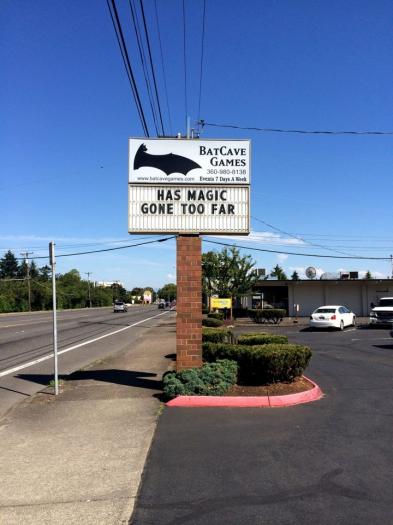 BATCAVE
GAMES
360-980-8138
www.batcavegames.com Events 7 Days A Week
HAS MAGIC
GONE TOO FAR